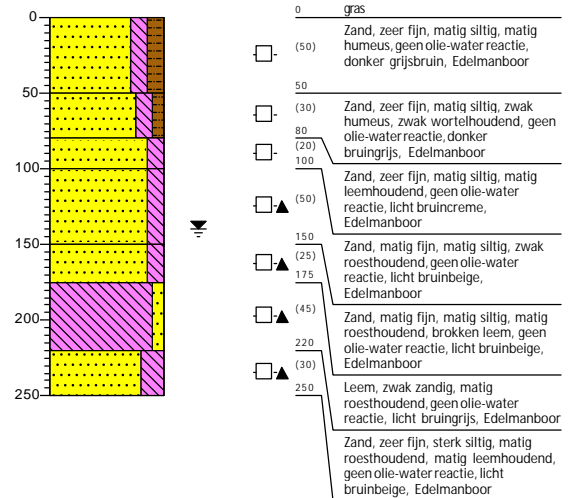 0
50
100
150
200
250
0 gras
(50)
Zand, zeer fijn, matig siltig, matig
humeus, geen olie-water reactie,
donker grijsbruin, Edelmanboor
50
(30)
Zand, zeer fijn, matig siltig, zwak
humeus, zwak wortelhoudend, geen
olie-water reactie, donker
bruingrijs, Edelmanboor
80
(20)
100
Zand, zeer fijn, matig siltig, matig
leemhoudend, geen olie-water
reactie, licht bruincreme,
Edelmanboor
(50)
150
Zand, matig fijn, matig siltig, zwak
roesthoudend, geen olie-water
reactie, licht bruinbeige,
Edelmanboor
(25)
175
Zand, matig fijn, matig siltig, matig
roesthoudend, brokken leem, geen
olie-water reactie, licht bruinbeige,
Edelmanboor
(45)
220
Leem, zwak zandig, matig
roesthoudend, geen olie-water
reactie, licht bruingrijs, Edelmanboor
(30)
250
Zand, zeer fijn, sterk siltig, matig
roesthoudend, matig leemhoudend,
geen olie-water reactie, licht
bruinbeige, Edelmanboor